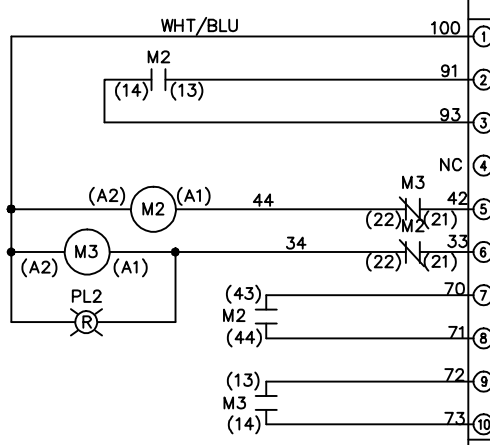 WHT/BLU 100 1
M2 91 2
(14) (13)
93 3
NC 4
M3
(A2) M2 (A1) 44 42 5
(22) (21)
M2
M3 34 33 6
(A2) (A1) (22) (21)
PL2
R
(43) 70 7
M2
(44) 71 8
(13) 72 9
M3
(14) 73 10